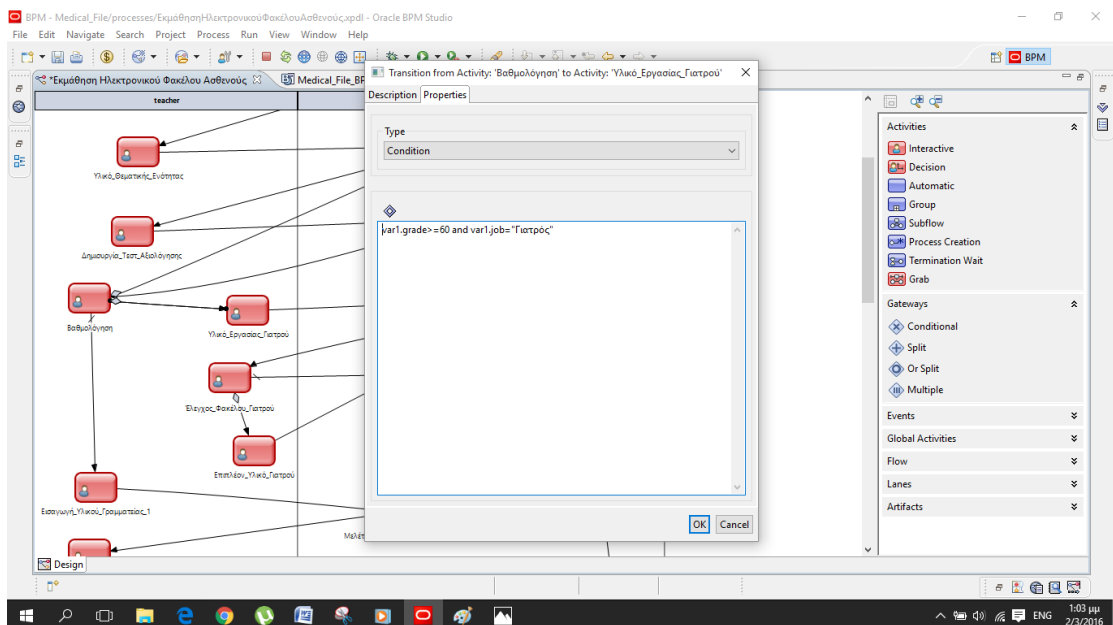 BPM - Medical_File/processes/ΕκμάθησηΗλεκτρονικούΦακέλουΑσθενούς.xpdl - Oracle BPM Studio
File Edit Navigate Search Project Process Run View Window Help
BPM
*Εκμάθηση Ηλεκτρονικού Φακέλου Ασθενούς
Medical_File_BP
teacher
Υλικό_Θεματικής_Ενότητας
Δημιουργία_Τεστ_Αξιολόγησης
Βαθμολόγηση
Υλικό_Εργασίας_Γιατρού
Έλεγχος_Φακέλου_Γιατρού
Επιπλέον_Υλικό_Γιατρού
Εισαγωγή_Υλικού_Γραμματείας_1
Μελέτ
Design
Transition from Activity: 'Βαθμολόγηση' to Activity: 'Υλικό_Εργασίας_Γιατρού'
Description Properties
Type
Condition
var1.grade>=60 and var1.job="Γιατρός"
OK Cancel
Activities
Interactive
Decision
Automatic
Group
Subflow
Process Creation
Termination Wait
Grab
Gateways
Conditional
Split
Or Split
Multiple
Events
Global Activities
Flow
Lanes
Artifacts
ENG
1:03 μμ
2/3/2016